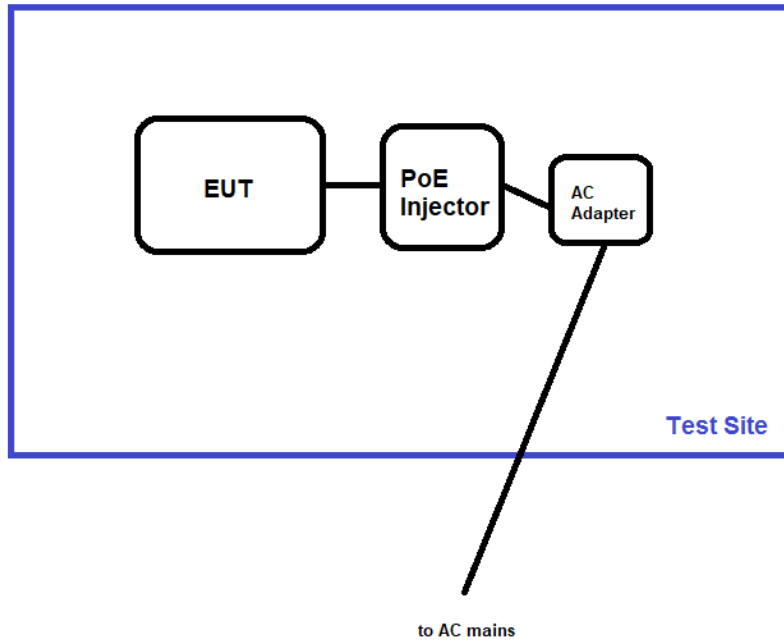 EUT
PoE
Injector
AC
Adapter
Test Site
to AC mains